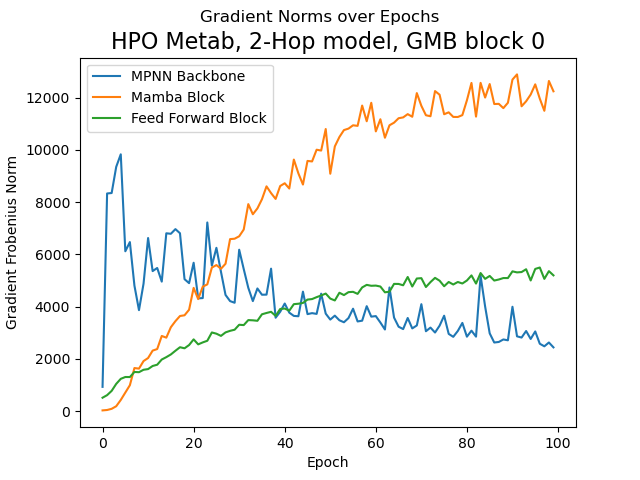 Gradient Norms over Epochs
HPO Metab, 2-Hop model, GMB block 0
MPNN Backbone
Mamba Block
Feed Forward Block
Gradient Frobenius Norm
12000
10000
8000
6000
4000
2000
0
0 20 40 60 80 100
Epoch